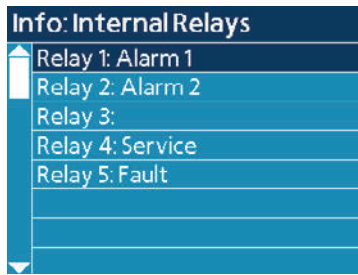 Info: Internal Relays
Relay 1: Alarm 1
Relay 2: Alarm 2
Relay 3:
Relay 4: Service
Relay 5: Fault